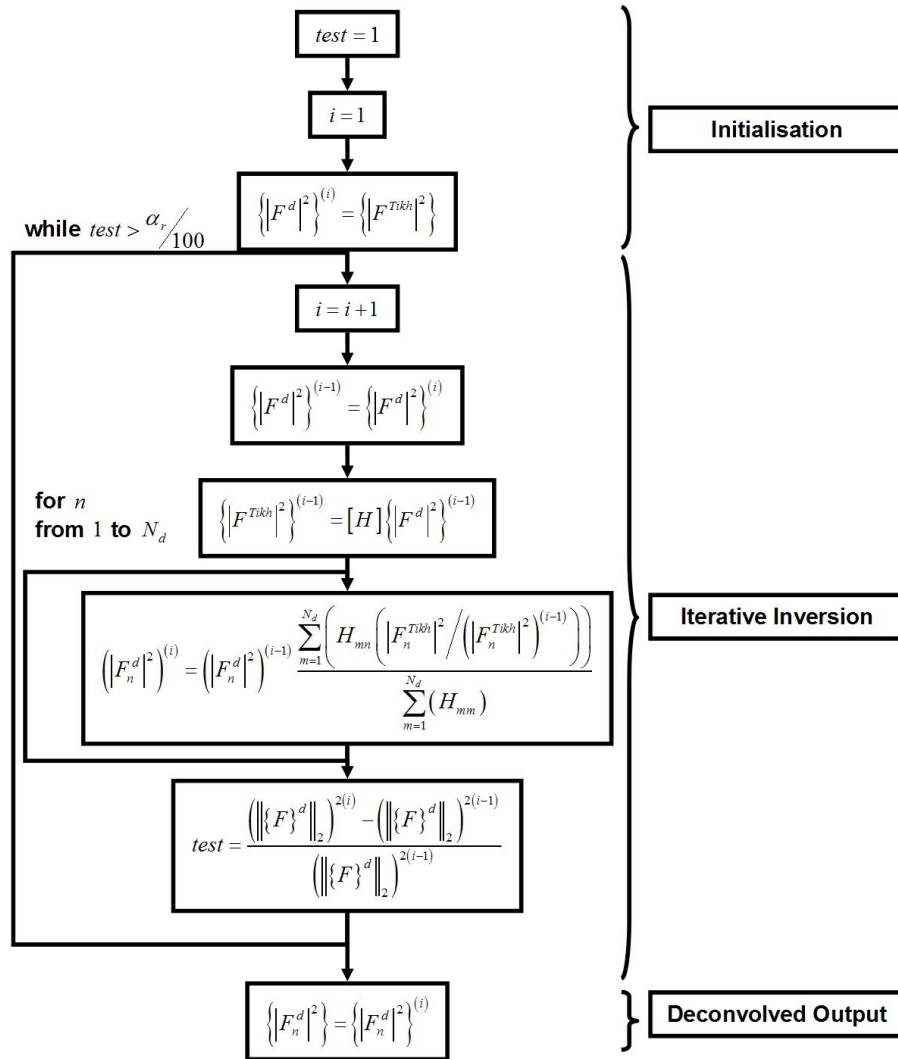 test = 1
i = 1
Initialisation
{|F^d|^2}^(i) = {|F^Tikh|^2}
while test > α_r/100
i = i + 1
{|F^d|^2}^(i−1) = {|F^d|^2}^(i)
{|F^Tikh|^2}^(i−1) = [H]{|F^d|^2}^(i−1)
for n
from 1 to N_d
(|F_n^d|^2)^(i) = (|F_n^d|^2)^(i−1) ∑_{m=1}^{N_d}(H_mn(|F_n^Tikh|^2/(|F_n^Tikh|^2)^(i−1))) / ∑_{m=1}^{N_d}(H_mm)
Iterative Inversion
test = ((‖{F}^d‖_2)^2(i) − (‖{F}^d‖_2)^2(i−1)) / (‖{F}^d‖_2)^2(i−1)
{|F_n^d|^2} = {|F_n^d|^2}^(i)
Deconvolved Output